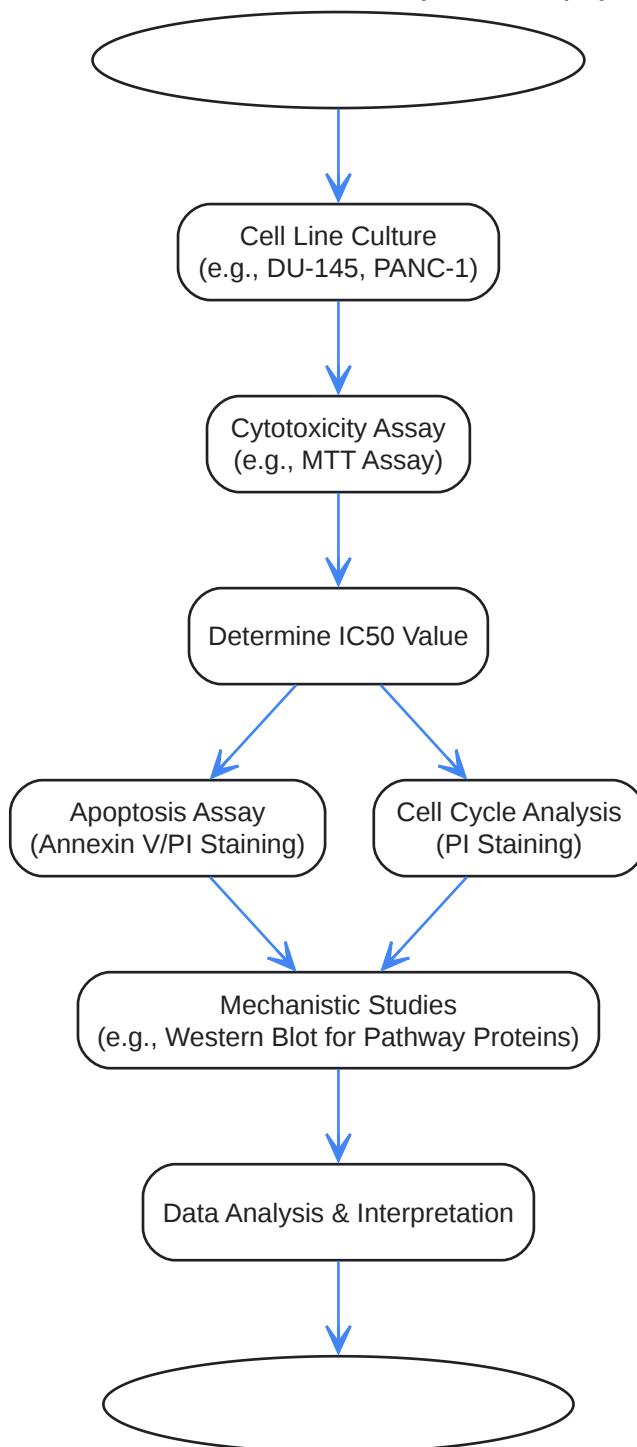 Cell Line Culture
(e.g., DU-145, PANC-1)
Cytotoxicity Assay
(e.g., MTT Assay)
Determine IC50 Value
Apoptosis Assay
(Annexin V/PI Staining)
Cell Cycle Analysis
(PI Staining)
Mechanistic Studies
(e.g., Western Blot for Pathway Proteins)
Data Analysis & Interpretation